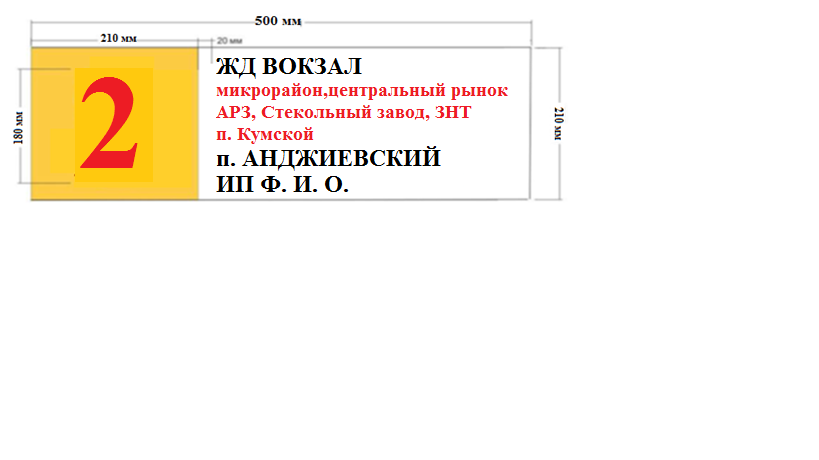 500 мм
210 мм
20 мм
2
180 мм
ЖД ВОКЗАЛ
микрорайон,центральный рынок
АРЗ, Стекольный завод, ЗНТ
п. Кумской
п. АНДЖИЕВСКИЙ
ИП Ф. И. О.
210 мм